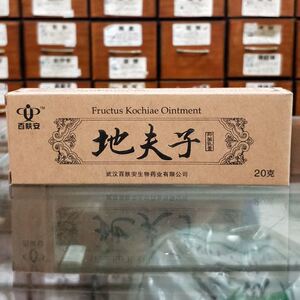 Fructus Kochiae Ointment
TM
百肤安
地夫子
武汉百肤安生物药业有限公司
20克